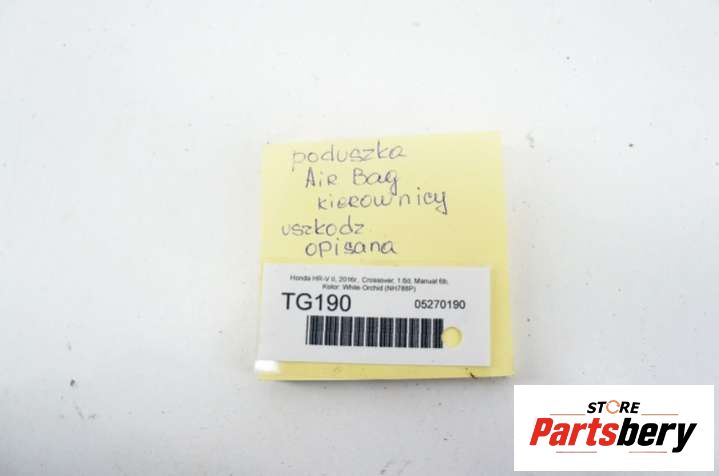 poduszka
Air Bag
kierownicy
uszkodz
opisana
Honda HR-V II, 2016r., Crossover, 1.6d, Manual 6b,
Kolor: White Orchid (NH788P)
TG190 05270190
STORE
Partsbery